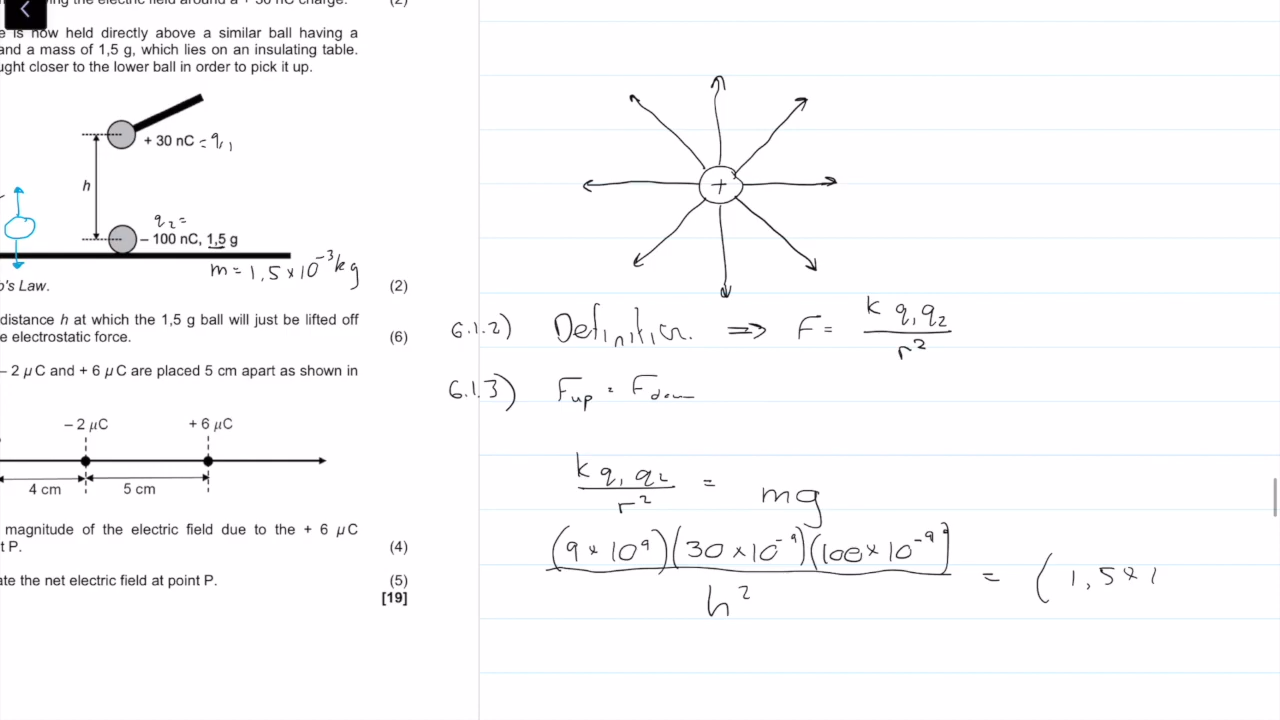 ing the electric field around a + 30 nC charge. (2)
e is now held directly above a similar ball having a
and a mass of 1,5 g, which lies on an insulating table.
ught closer to the lower ball in order to pick it up.
+ 30 nC = q₁
h
q₂ =
– 100 nC, 1,5 g
m = 1,5 × 10⁻³ kg
b's Law. (2)
distance h at which the 1,5 g ball will just be lifted off
e electrostatic force. (6)
– 2 µC and + 6 µC are placed 5 cm apart as shown in
– 2 µC + 6 µC
4 cm 5 cm
magnitude of the electric field due to the + 6 µC
t P. (4)
ate the net electric field at point P. (5)
[19]
+
6.1.2) Definition. ⇒ F = k q₁ q₂ / r²
6.1.3) Fup = Fdown
k q₁ q₂ / r² = mg
(9 × 10⁹)(30 × 10⁻⁹)(100 × 10⁻⁹) / h² = (1,5 × 1